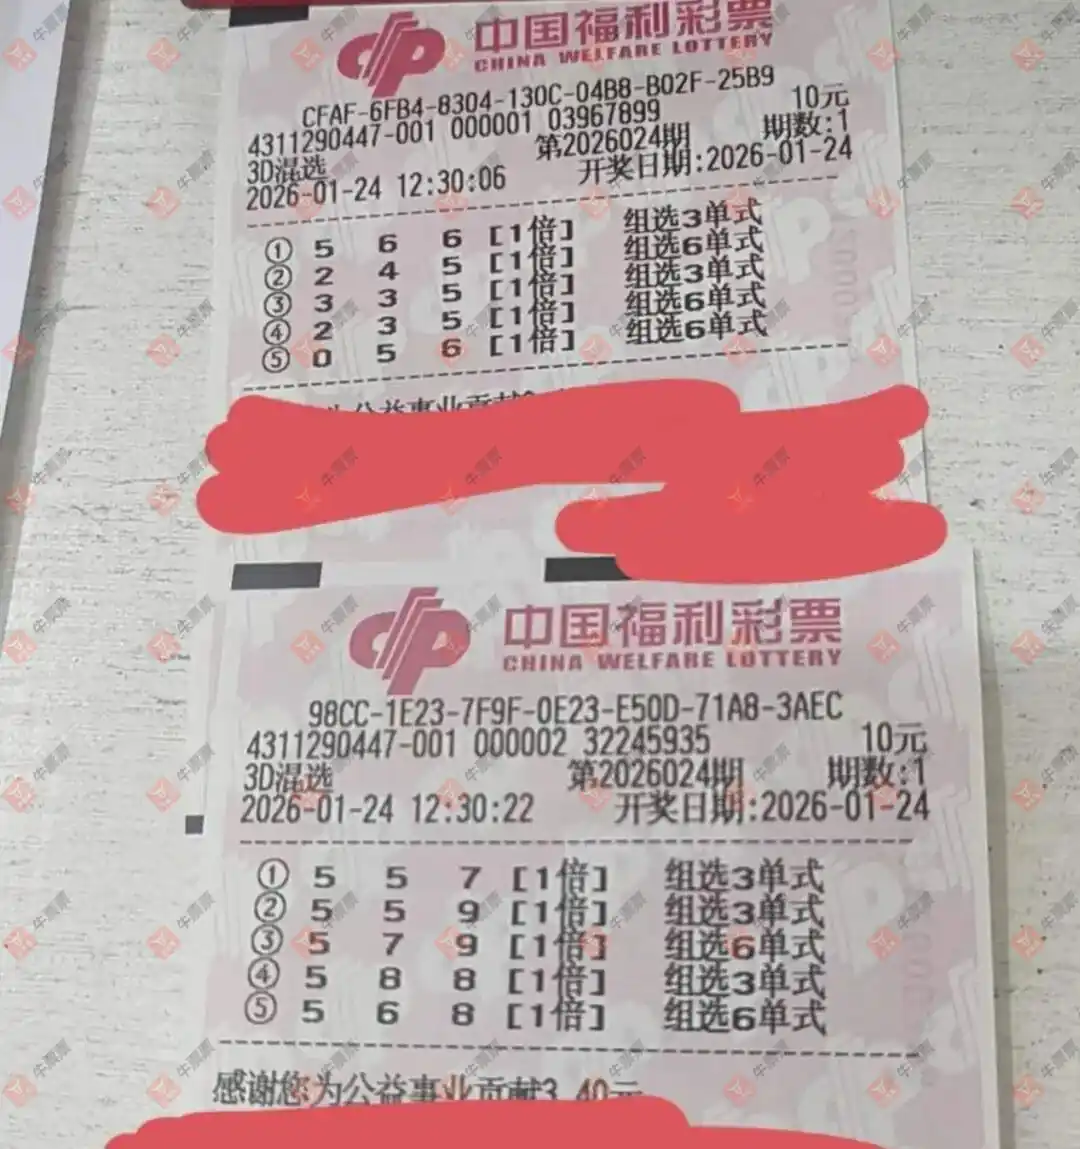 中国福利彩票
CHINA WELFARE LOTTERY
CFAF-6FB4-8304-130C-04B8-B02F-25B9
4311290447-001 000001 03967899 10元
3D混选 第2026024期 期数:1
2026-01-24 12:30:06 开奖日期:2026-01-24
① 5 6 6 [1倍] 组选3单式
② 2 4 5 [1倍] 组选6单式
③ 3 3 5 [1倍] 组选3单式
④ 2 3 5 [1倍] 组选6单式
⑤ 0 5 6 [1倍] 组选6单式
为公益事业贡献
中国福利彩票
CHINA WELFARE LOTTERY
98CC-1E23-7F9F-0E23-E50D-71A8-3AEC
4311290447-001 000002 32245935 10元
3D混选 第2026024期 期数:1
2026-01-24 12:30:22 开奖日期:2026-01-24
① 5 5 7 [1倍] 组选3单式
② 5 5 9 [1倍] 组选3单式
③ 5 7 9 [1倍] 组选6单式
④ 5 8 8 [1倍] 组选3单式
⑤ 5 6 8 [1倍] 组选6单式
感谢您为公益事业贡献3.40元